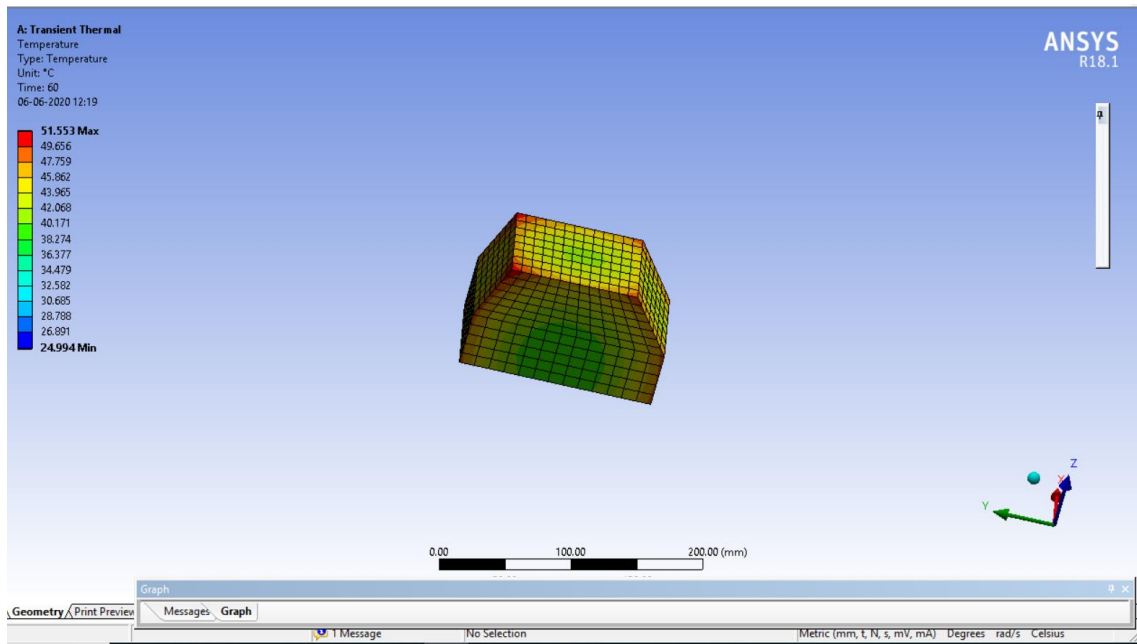 A: Transient Thermal
Temperature
Type: Temperature
Unit: °C
Time: 60
06-06-2020 12:19
51.553 Max
49.656
47.759
45.862
43.965
42.068
40.171
38.274
36.377
34.479
32.582
30.685
28.788
26.891
24.994 Min
ANSYS
R18.1
Z
X
Y
0.00 100.00 200.00 (mm)
Graph
Geometry Print Preview
Messages Graph
1 Message No Selection Metric (mm, t, N, s, mV, mA) Degrees rad/s Celsius